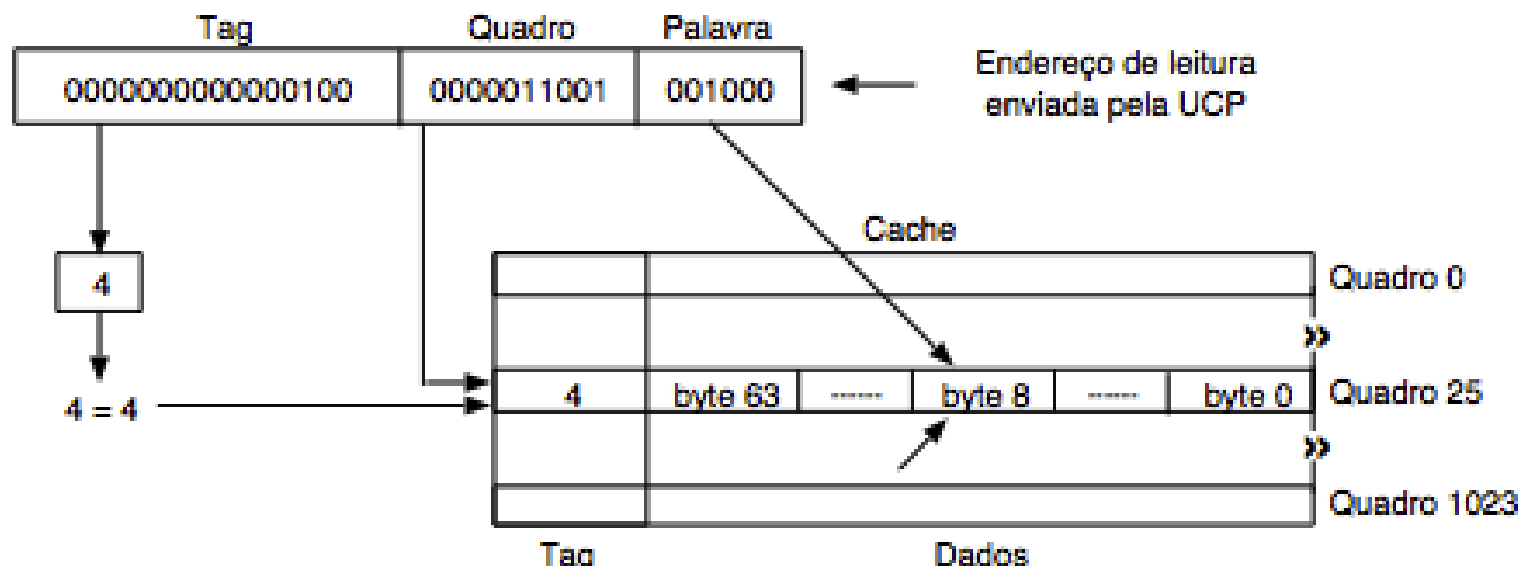 Tag Quadro Palavra
0000000000000100 0000011001 001000
Endereço de leitura
enviada pela UCP
Cache
4
Quadro 0
»
4 = 4
4 byte 63 ------ byte 8 ------ byte 0 Quadro 25
»
Quadro 1023
Tag Dados